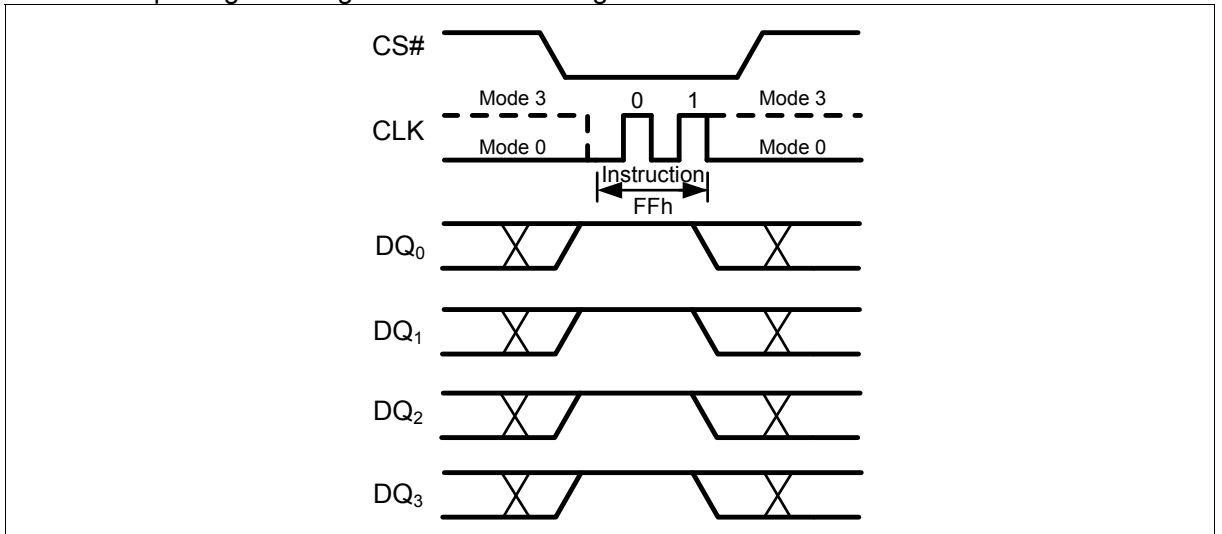 CS#
Mode 3 0 1 Mode 3
CLK
Mode 0 Mode 0
Instruction
FFh
DQ0
DQ1
DQ2
DQ3